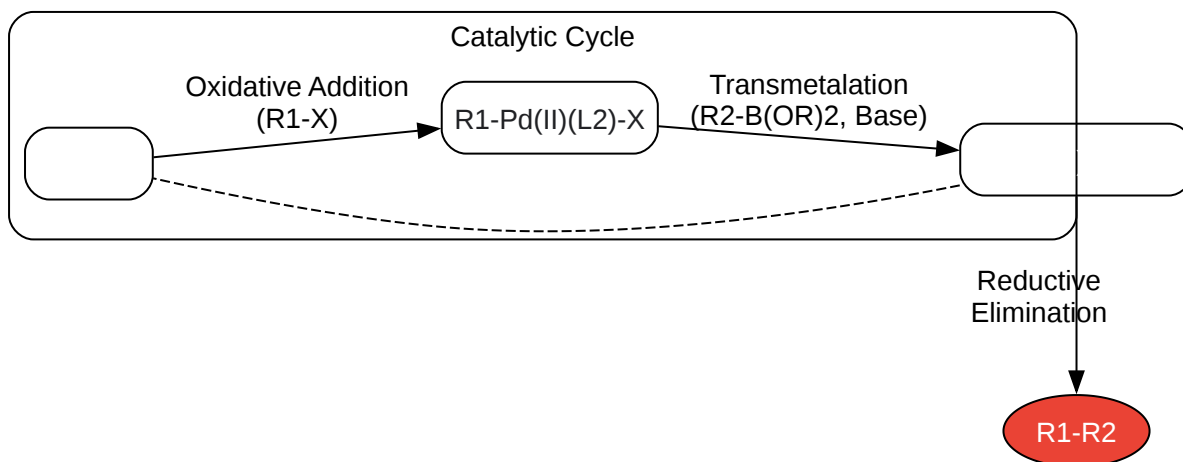 Catalytic Cycle
Oxidative Addition
(R1-X)
R1-Pd(II)(L2)-X
Transmetalation
(R2-B(OR)2, Base)
Reductive
Elimination
R1-R2